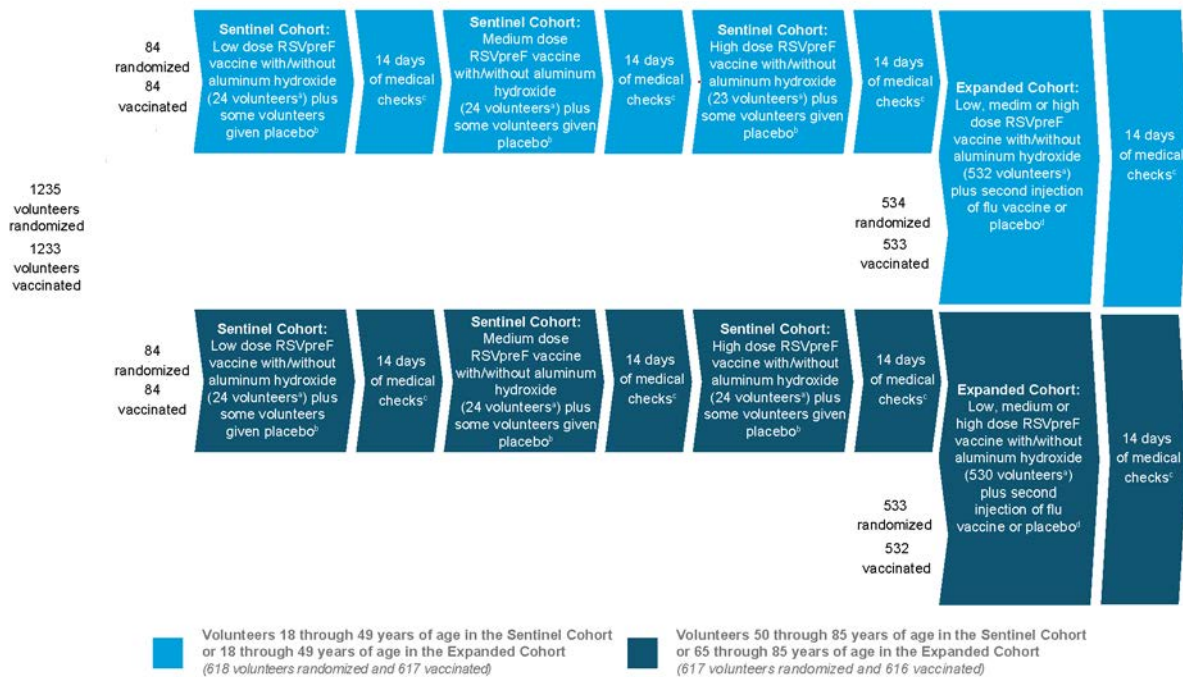 84
randomized
84
vaccinated
Sentinel Cohort:
Low dose RSVpreF
vaccine with/without
aluminum hydroxide
(24 volunteersᵃ) plus
some volunteers
given placeboᵇ
14 days
of medical
checksᶜ
Sentinel Cohort:
Medium dose
RSVpreF vaccine
with/without aluminum
hydroxide
(24 volunteersᵃ) plus
some volunteers given
placeboᵇ
14 days
of medical
checksᶜ
Sentinel Cohort:
High dose RSVpreF
vaccine with/without
aluminum hydroxide
(23 volunteersᵃ) plus
some volunteers given
placeboᵇ
14 days
of medical
checksᶜ
Expanded Cohort:
Low, medim or high
dose RSVpreF
vaccine with/without
aluminum hydroxide
(532 volunteersᵃ)
plus second injection
of flu vaccine or
placeboᵈ
14 days
of medical
checksᶜ
1235
volunteers
randomized
1233
volunteers
vaccinated
534
randomized
533
vaccinated
84
randomized
84
vaccinated
Sentinel Cohort:
Low dose RSVpreF
vaccine with/without
aluminum hydroxide
(24 volunteersᵃ) plus
some volunteers
given placeboᵇ
14 days
of medical
checksᶜ
Sentinel Cohort:
Medium dose
RSVpreF vaccine
with/without aluminum
hydroxide
(24 volunteersᵃ) plus
some volunteers given
placeboᵇ
14 days
of medical
checksᶜ
Sentinel Cohort:
High dose RSVpreF
vaccine with/without
aluminum hydroxide
(24 volunteersᵃ) plus
some volunteers given
placeboᵇ
14 days
of medical
checksᶜ
Expanded Cohort:
Low, medium or
high dose RSVpreF
vaccine with/without
aluminum hydroxide
(530 volunteersᵃ)
plus second
injection of flu
vaccine or placeboᵈ
14 days
of medical
checksᶜ
533
randomized
532
vaccinated
Volunteers 18 through 49 years of age in the Sentinel Cohort
or 18 through 49 years of age in the Expanded Cohort
(618 volunteers randomized and 617 vaccinated)
Volunteers 50 through 85 years of age in the Sentinel Cohort
or 65 through 85 years of age in the Expanded Cohort
(617 volunteers randomized and 616 vaccinated)